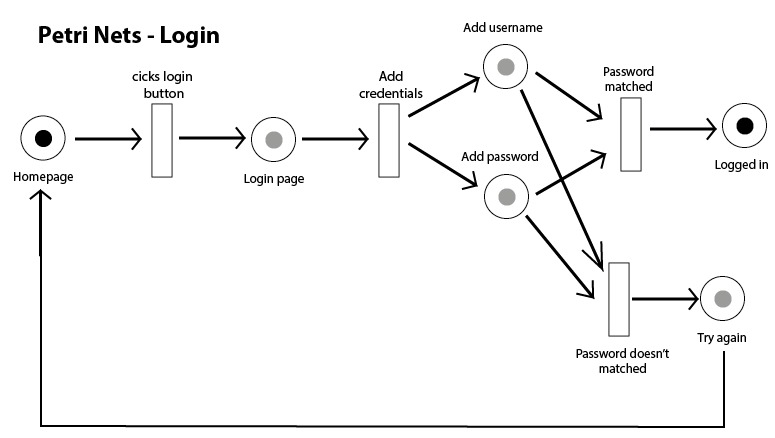 Petri Nets - Login
cicks login
button
Add
credentials
Add username
Password
matched
Homepage
Login page
Add password
Logged in
Password doesn't
matched
Try again